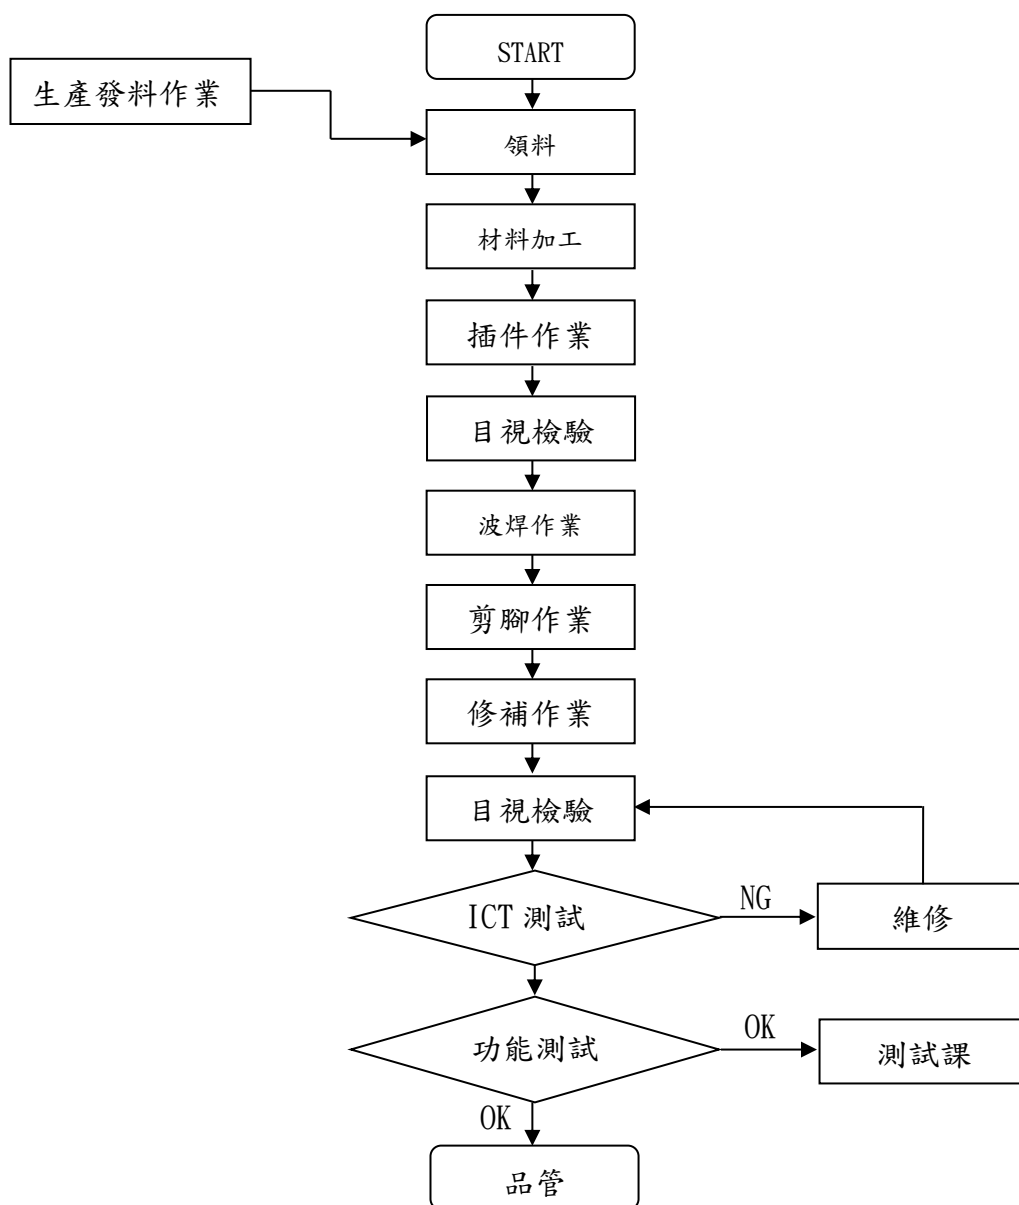 START
生產發料作業
領料
材料加工
插件作業
目視檢驗
波焊作業
剪腳作業
修補作業
目視檢驗
ICT 測試
NG
維修
功能測試
OK
測試課
OK
品管